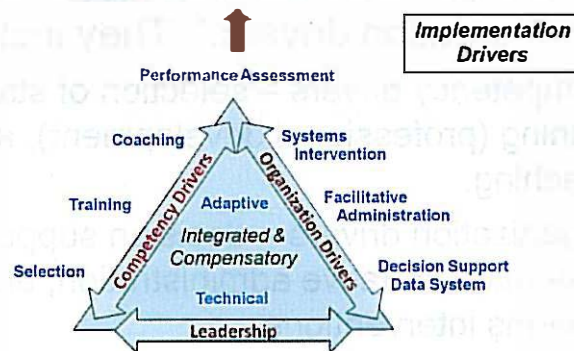 Implementation
Drivers
Performance Assessment
Coaching
Systems
Intervention
Training
Competency Drivers
Organization Drivers
Adaptive
Facilitative
Administration
Integrated &
Compensatory
Selection
Decision Support
Data System
Technical
Leadership